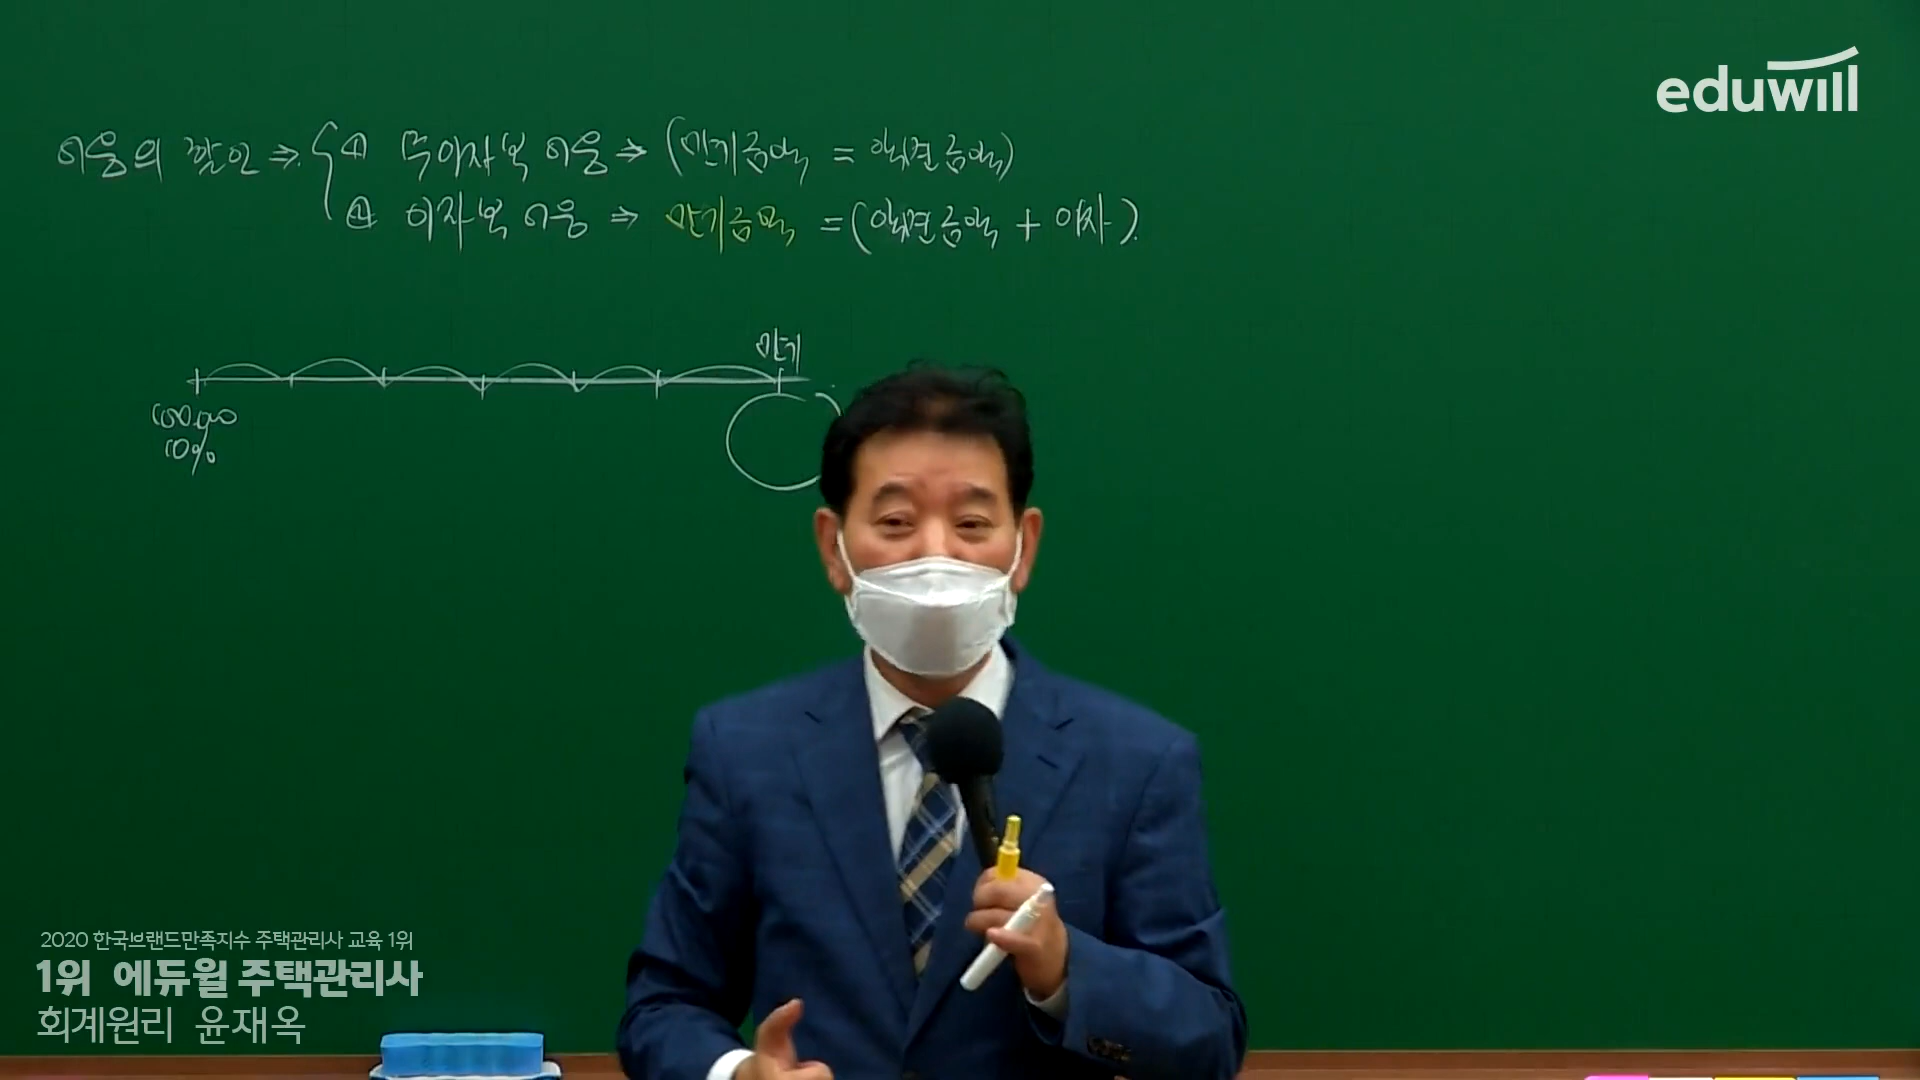 eduwill
어음의 할인 ⇒ ① 무이자부 어음 ⇒ (만기금액 = 액면금액)
② 이자부 어음 ⇒ 만기금액 = (액면금액 + 이자)
만기
100,000
10%
2020 한국브랜드만족지수 주택관리사 교육 1위
1위 에듀윌 주택관리사
회계원리 윤재옥